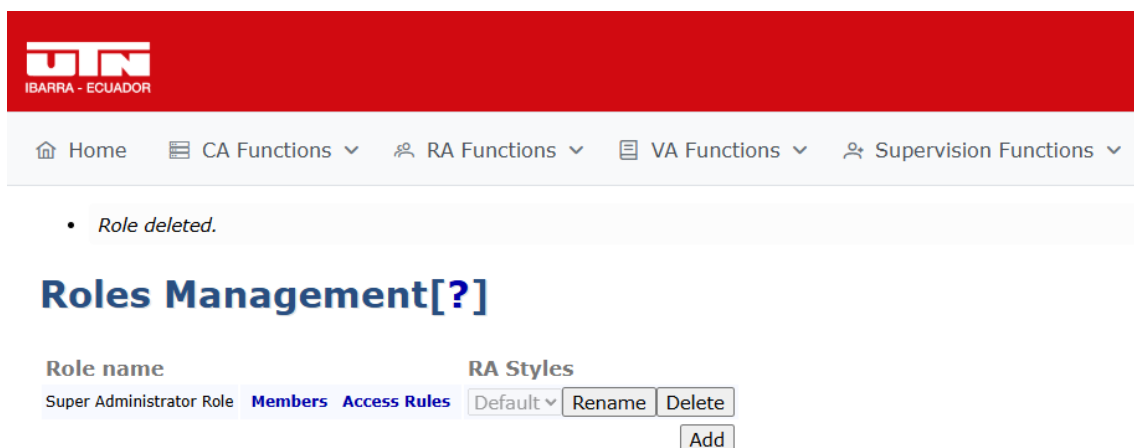 UTN
IBARRA - ECUADOR
Home CA Functions RA Functions VA Functions Supervision Functions
• Role deleted.
Roles Management[?]
Role name RA Styles
Super Administrator Role Members Access Rules Default Rename Delete
Add